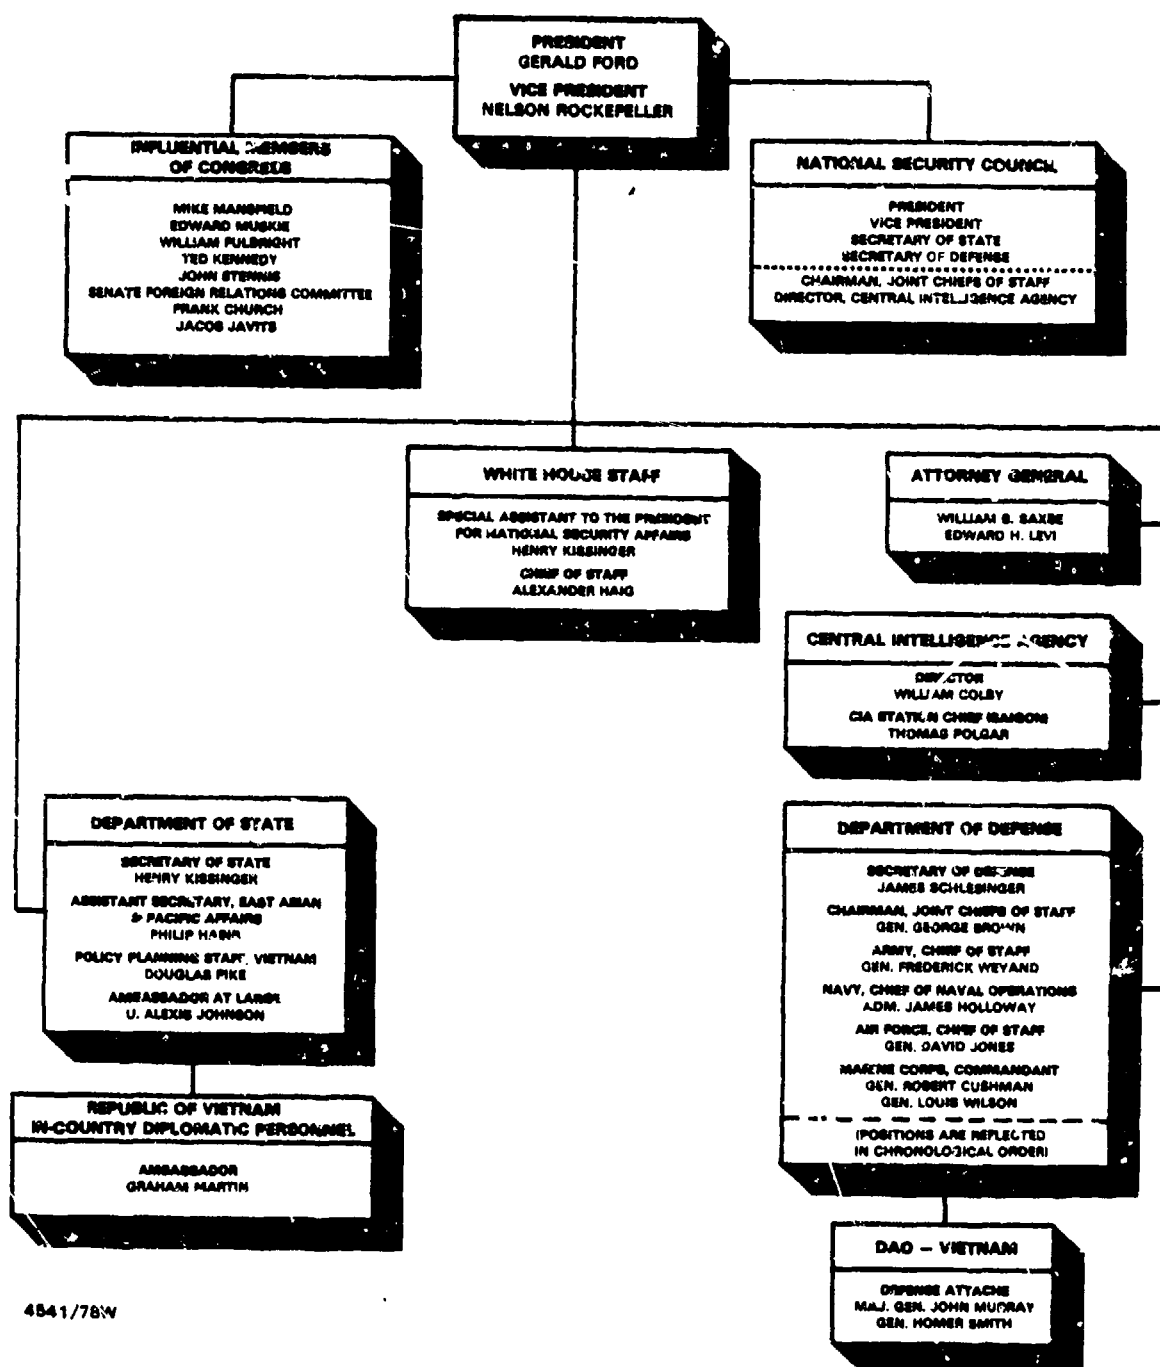 PRESIDENT
GERALD FORD
VICE PRESIDENT
NELSON ROCKEFELLER
INFLUENTIAL MEMBERS
OF CONGRESS
MIKE MANSFIELD
EDWARD MUSKIE
WILLIAM FULBRIGHT
TED KENNEDY
JOHN STENNIS
SENATE FOREIGN RELATIONS COMMITTEE
FRANK CHURCH
JACOB JAVITS
NATIONAL SECURITY COUNCIL
PRESIDENT
VICE PRESIDENT
SECRETARY OF STATE
SECRETARY OF DEFENSE
CHAIRMAN, JOINT CHIEFS OF STAFF
DIRECTOR, CENTRAL INTELLIGENCE AGENCY
WHITE HOUSE STAFF
SPECIAL ASSISTANT TO THE PRESIDENT
FOR NATIONAL SECURITY AFFAIRS
HENRY KISSINGER
CHIEF OF STAFF
ALEXANDER HAIG
ATTORNEY GENERAL
WILLIAM B. SAXBE
EDWARD H. LEVI
CENTRAL INTELLIGENCE AGENCY
DIRECTOR
WILLIAM COLBY
CIA STATION CHIEF (SAIGON)
THOMAS POLGAR
DEPARTMENT OF STATE
SECRETARY OF STATE
HENRY KISSINGER
ASSISTANT SECRETARY, EAST ASIAN
& PACIFIC AFFAIRS
PHILIP HABIB
POLICY PLANNING STAFF, VIETNAM
DOUGLAS PIKE
AMBASSADOR AT LARGE
U. ALEXIS JOHNSON
DEPARTMENT OF DEFENSE
SECRETARY OF DEFENSE
JAMES SCHLESINGER
CHAIRMAN, JOINT CHIEFS OF STAFF
GEN. GEORGE BROWN
ARMY, CHIEF OF STAFF
GEN. FREDERICK WEYAND
NAVY, CHIEF OF NAVAL OPERATIONS
ADM. JAMES HOLLOWAY
AIR FORCE, CHIEF OF STAFF
GEN. DAVID JONES
MARINE CORPS, COMMANDANT
GEN. ROBERT CUSHMAN
GEN. LOUIS WILSON
(POSITIONS ARE REFLECTED
IN CHRONOLOGICAL ORDER)
REPUBLIC OF VIETNAM
IN-COUNTRY DIPLOMATIC PERSONNEL
AMBASSADOR
GRAHAM MARTIN
DAO – VIETNAM
DEFENSE ATTACHE
MAJ. GEN. JOHN MURRAY
GEN. HOMER SMITH
4541/78W